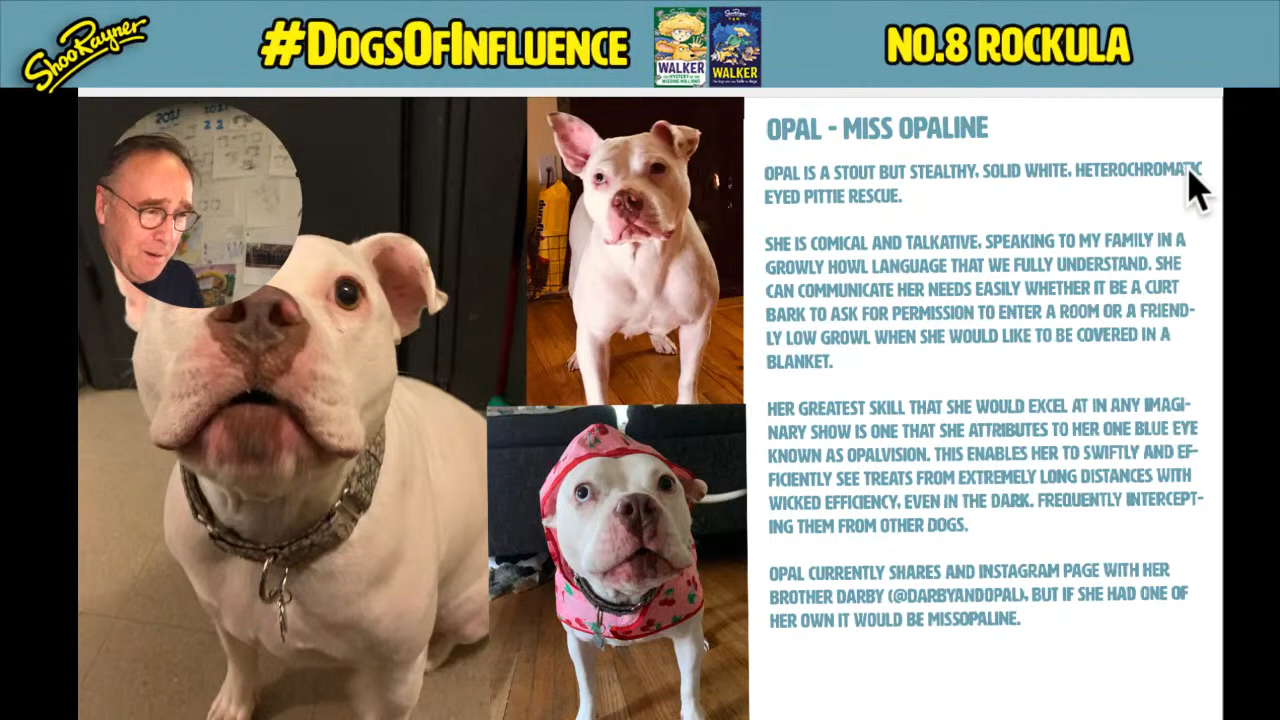 ShooRayner
#DogsOfInfluence
WALKER
WALKER
NO.8 ROCKULA
OPAL - MISS OPALINE
OPAL IS A STOUT BUT STEALTHY, SOLID WHITE, HETEROCHROMATIC
EYED PITTIE RESCUE.
SHE IS COMICAL AND TALKATIVE, SPEAKING TO MY FAMILY IN A
GROWLY HOWL LANGUAGE THAT WE FULLY UNDERSTAND. SHE
CAN COMMUNICATE HER NEEDS EASILY WHETHER IT BE A CURT
BARK TO ASK FOR PERMISSION TO ENTER A ROOM OR A FRIEND-
LY LOW GROWL WHEN SHE WOULD LIKE TO BE COVERED IN A
BLANKET.
HER GREATEST SKILL THAT SHE WOULD EXCEL AT IN ANY IMAGI-
NARY SHOW IS ONE THAT SHE ATTRIBUTES TO HER ONE BLUE EYE
KNOWN AS OPALVISION. THIS ENABLES HER TO SWIFTLY AND EF-
FICIENTLY SEE TREATS FROM EXTREMELY LONG DISTANCES WITH
WICKED EFFICIENCY, EVEN IN THE DARK. FREQUENTLY INTERCEPT-
ING THEM FROM OTHER DOGS.
OPAL CURRENTLY SHARES AND INSTAGRAM PAGE WITH HER
BROTHER DARBY (@DARBYANDOPAL), BUT IF SHE HAD ONE OF
HER OWN IT WOULD BE MISSOPALINE.